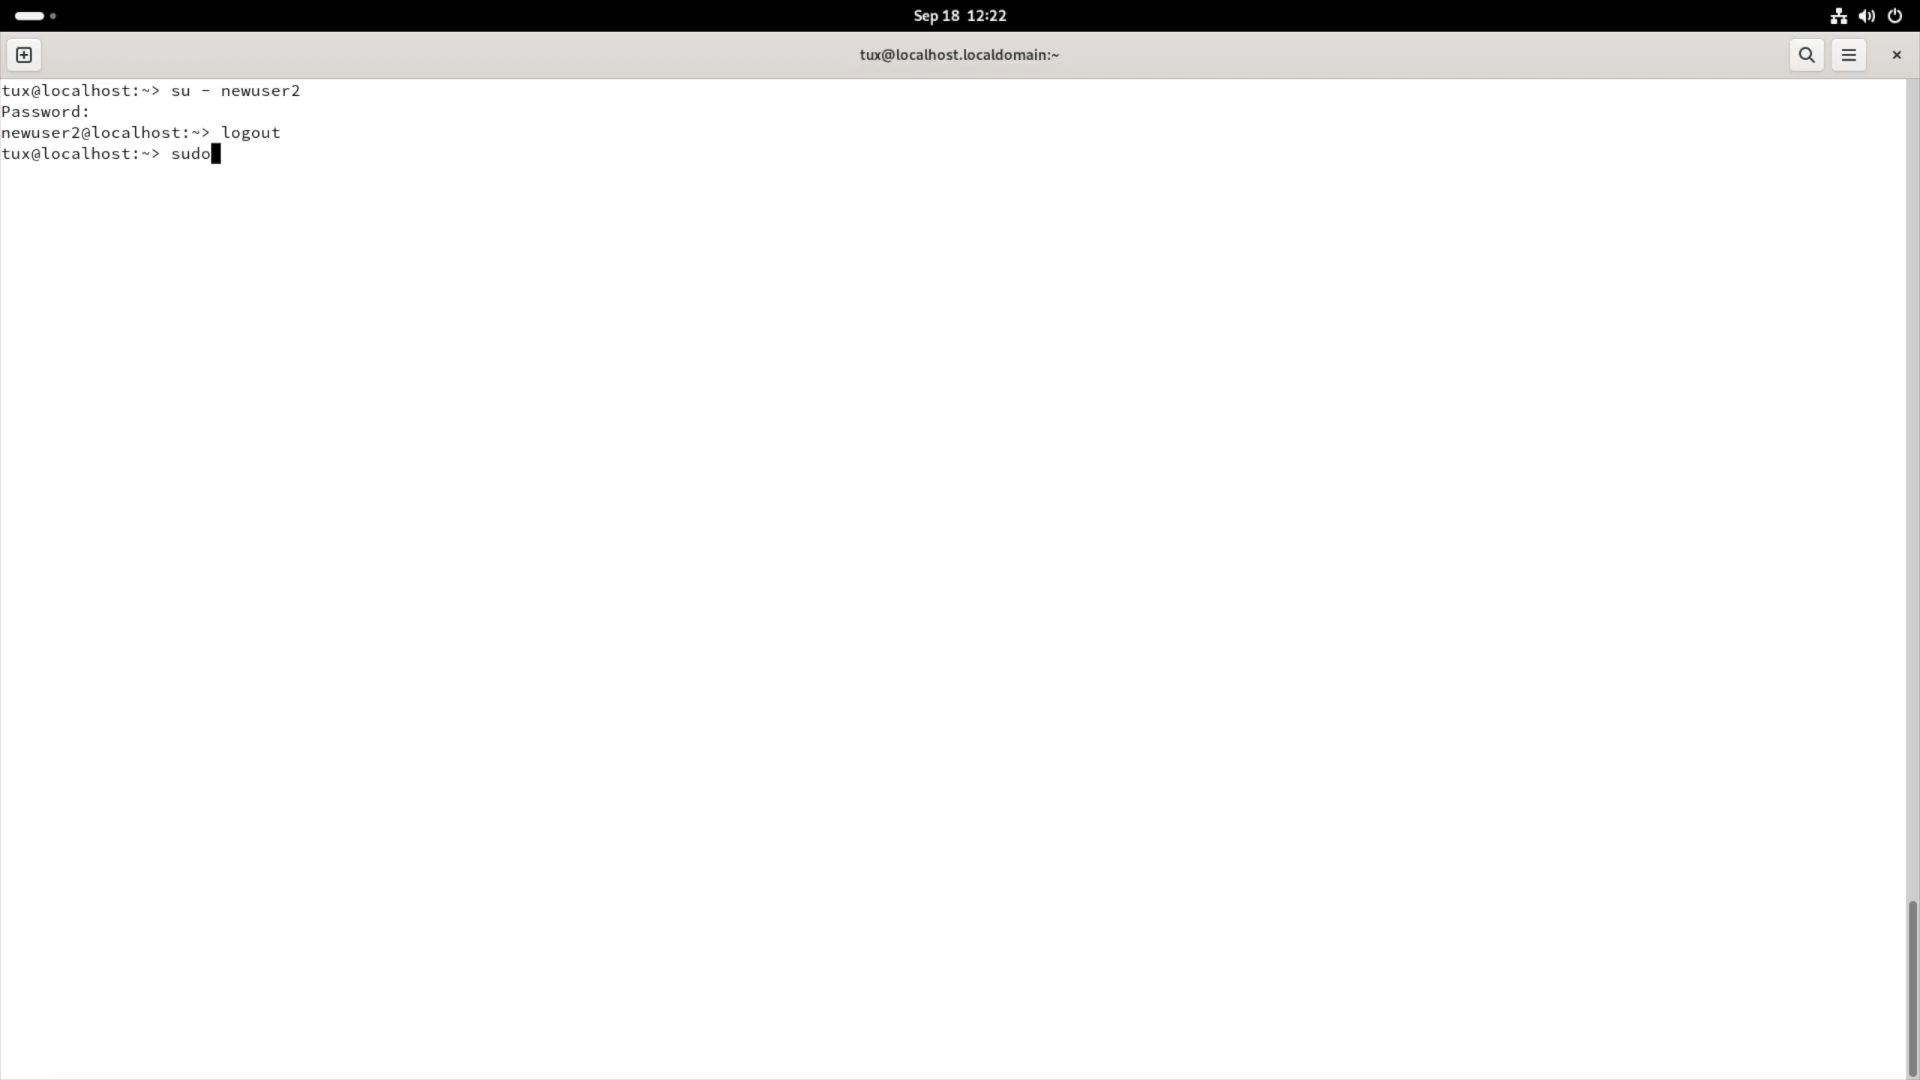 Sep 18 12:22
tux@localhost.localdomain:~
tux@localhost:~> su - newuser2
Password:
newuser2@localhost:~> logout
tux@localhost:~> sudo